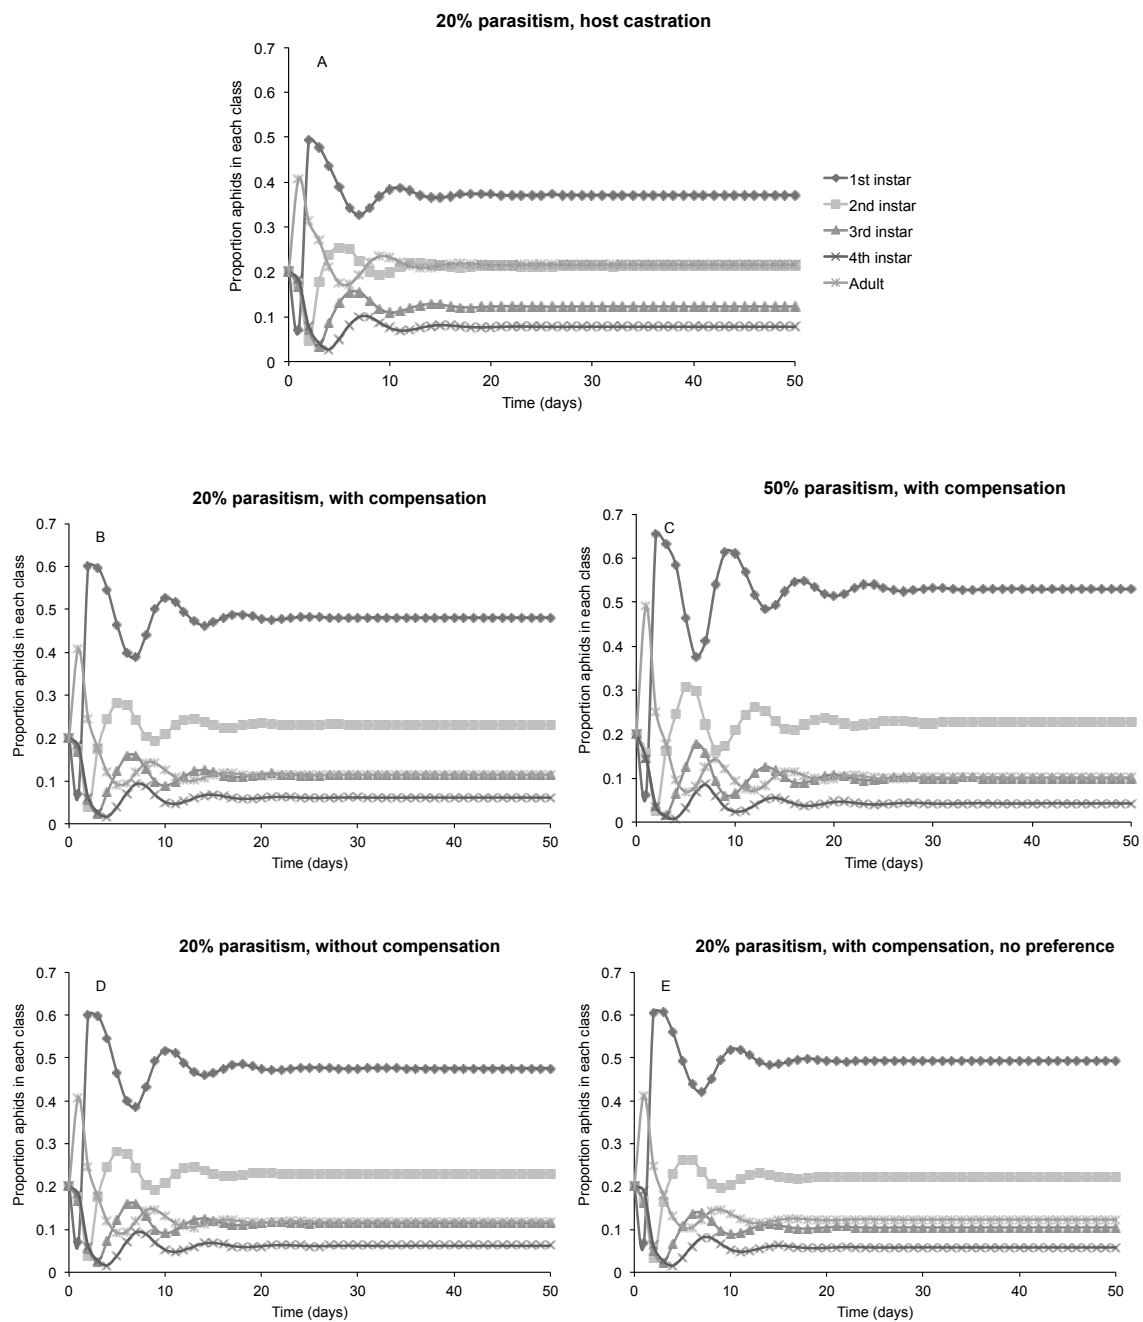 20% parasitism, host castration
A
Proportion aphids in each class
0.7
0.6
0.5
0.4
0.3
0.2
0.1
0
0 10 20 30 40 50
Time (days)
1st instar
2nd instar
3rd instar
4th instar
Adult
20% parasitism, with compensation
B
Proportion aphids in each class
0.7
0.6
0.5
0.4
0.3
0.2
0.1
0
0 10 20 30 40 50
Time (days)
50% parasitism, with compensation
C
Proportion aphids in each class
0.7
0.6
0.5
0.4
0.3
0.2
0.1
0
0 10 20 30 40 50
Time (days)
20% parasitism, without compensation
D
Proportion aphids in each class
0.7
0.6
0.5
0.4
0.3
0.2
0.1
0
0 10 20 30 40 50
Time (days)
20% parasitism, with compensation, no preference
E
Proportion aphids in each class
0.7
0.6
0.5
0.4
0.3
0.2
0.1
0
0 10 20 30 40 50
Time (days)